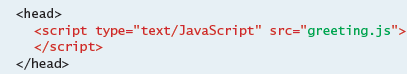 <head>
<script type="text/JavaScript" src="greeting.js">
</script>
</head>